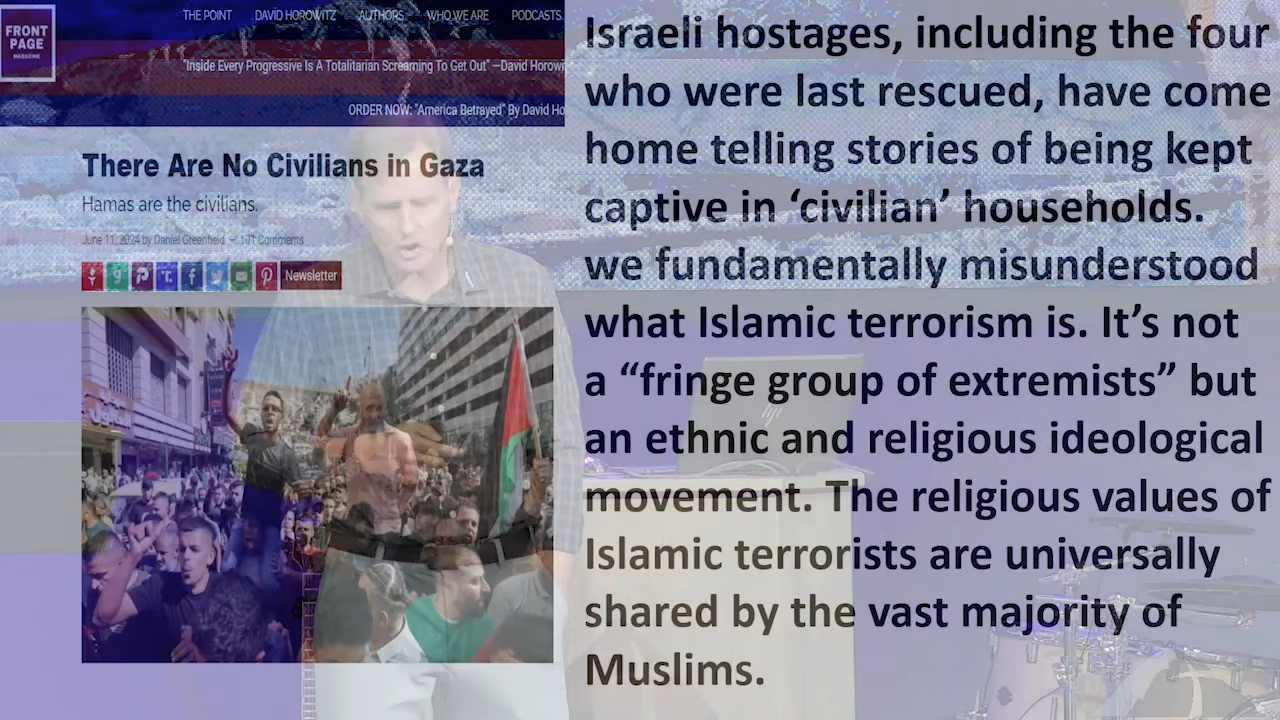 FRONT
PAGE
MAGAZINE
THE POINT DAVID HOROWITZ AUTHORS WHO WE ARE PODCASTS
"Inside Every Progressive Is A Totalitarian Screaming To Get Out" —David Horowi
ORDER NOW: "America Betrayed" By David Ho
There Are No Civilians in Gaza
Hamas are the civilians.
June 11, 2024 by Daniel Greenfield — 101 Comments
Newsletter
Israeli hostages, including the four
who were last rescued, have come
home telling stories of being kept
captive in ‘civilian’ households.
we fundamentally misunderstood
what Islamic terrorism is. It’s not
a “fringe group of extremists” but
an ethnic and religious ideological
movement. The religious values of
Islamic terrorists are universally
shared by the vast majority of
Muslims.
hp